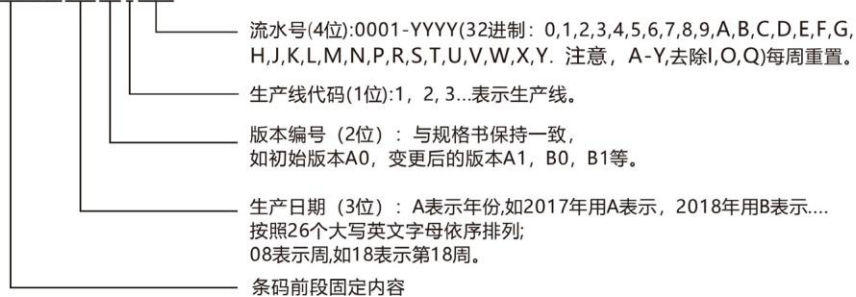 流水号(4位):0001-YYYY(32进制：0,1,2,3,4,5,6,7,8,9,A,B,C,D,E,F,G,
H,J,K,L,M,N,P,R,S,T,U,V,W,X,Y. 注意，A-Y,去除I,O,Q)每周重置。
生产线代码(1位):1，2, 3...表示生产线。
版本编号（2位）：与规格书保持一致，
如初始版本A0，变更后的版本A1，B0，B1等。
生产日期（3位）：A表示年份,如2017年用A表示，2018年用B表示....
按照26个大写英文字母依序排列;
08表示周,如18表示第18周。
条码前段固定内容